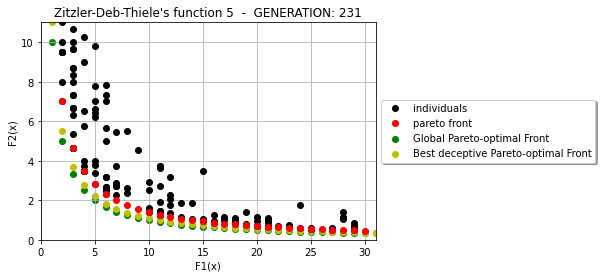 Zitzler-Deb-Thiele's function 5 - GENERATION: 231
F2(x)
10
8
6
4
2
0
0
5
10
15
20
25
30
F1(x)
individuals
pareto front
Global Pareto-optimal Front
Best deceptive Pareto-optimal Front